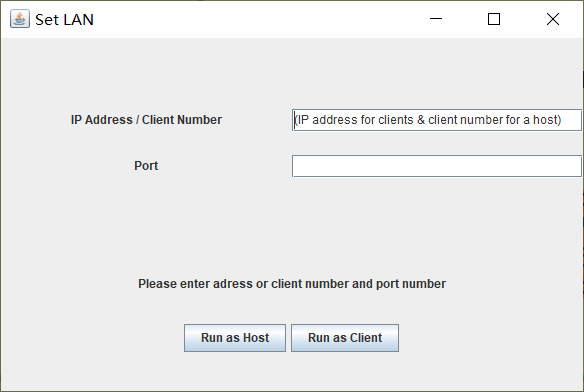 Set LAN
IP Address / Client Number
(IP address for clients & client number for a host)
Port
Please enter adress or client number and port number
Run as Host
Run as Client